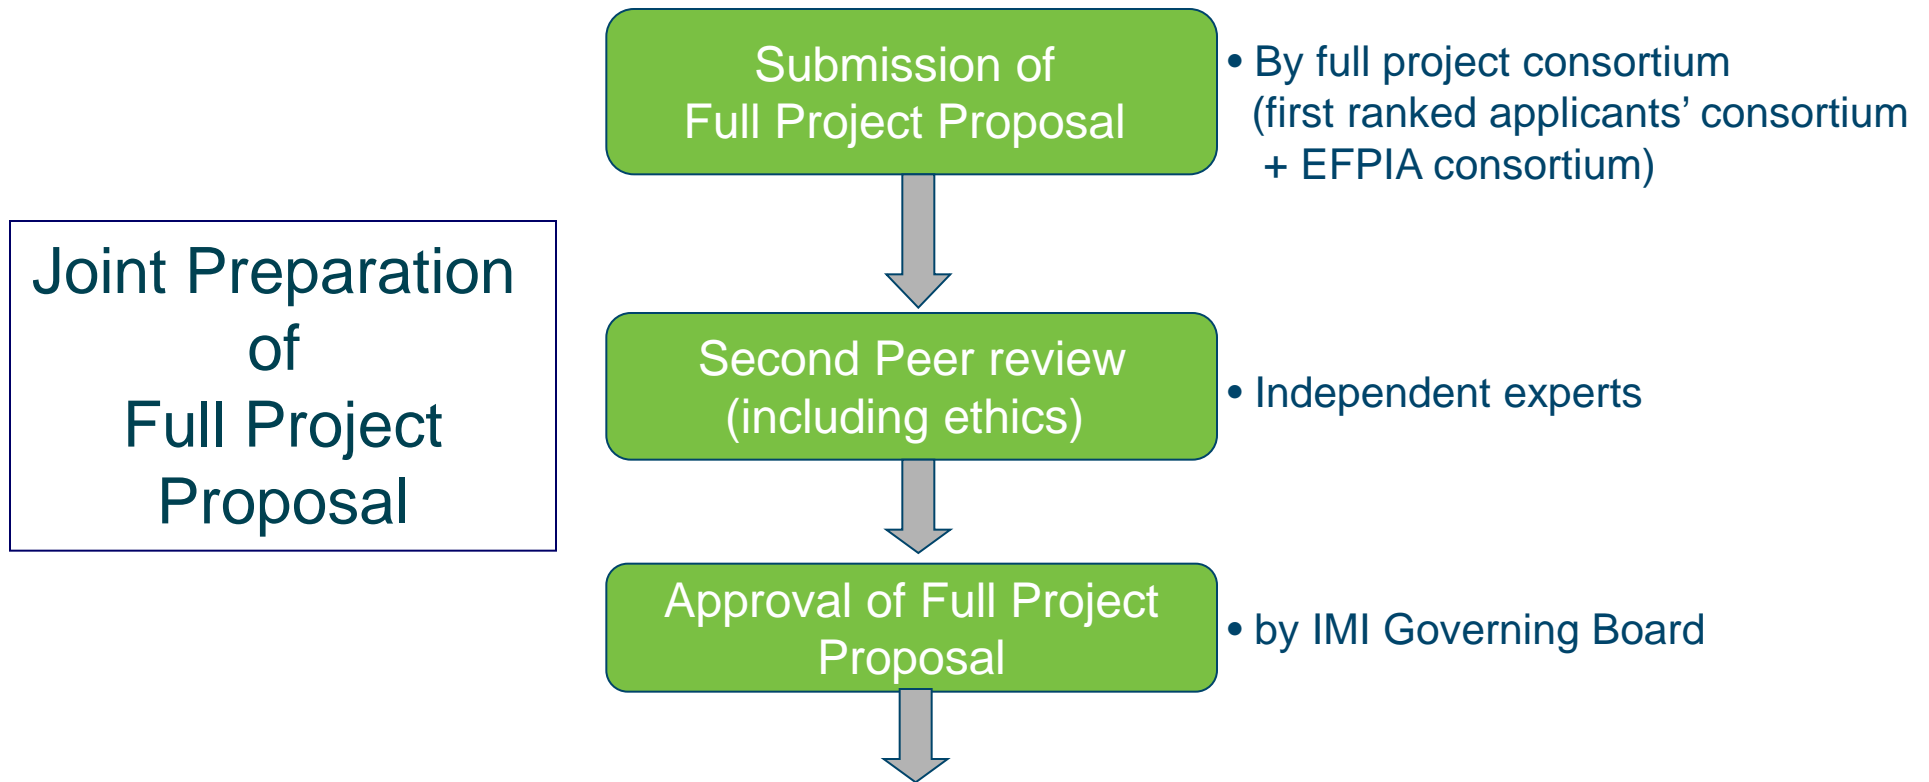 Joint Preparation
of
Full Project
Proposal
Submission of
Full Project Proposal
• By full project consortium
(first ranked applicants’ consortium
+ EFPIA consortium)
Second Peer review
(including ethics)
• Independent experts
Approval of Full Project
Proposal
• by IMI Governing Board